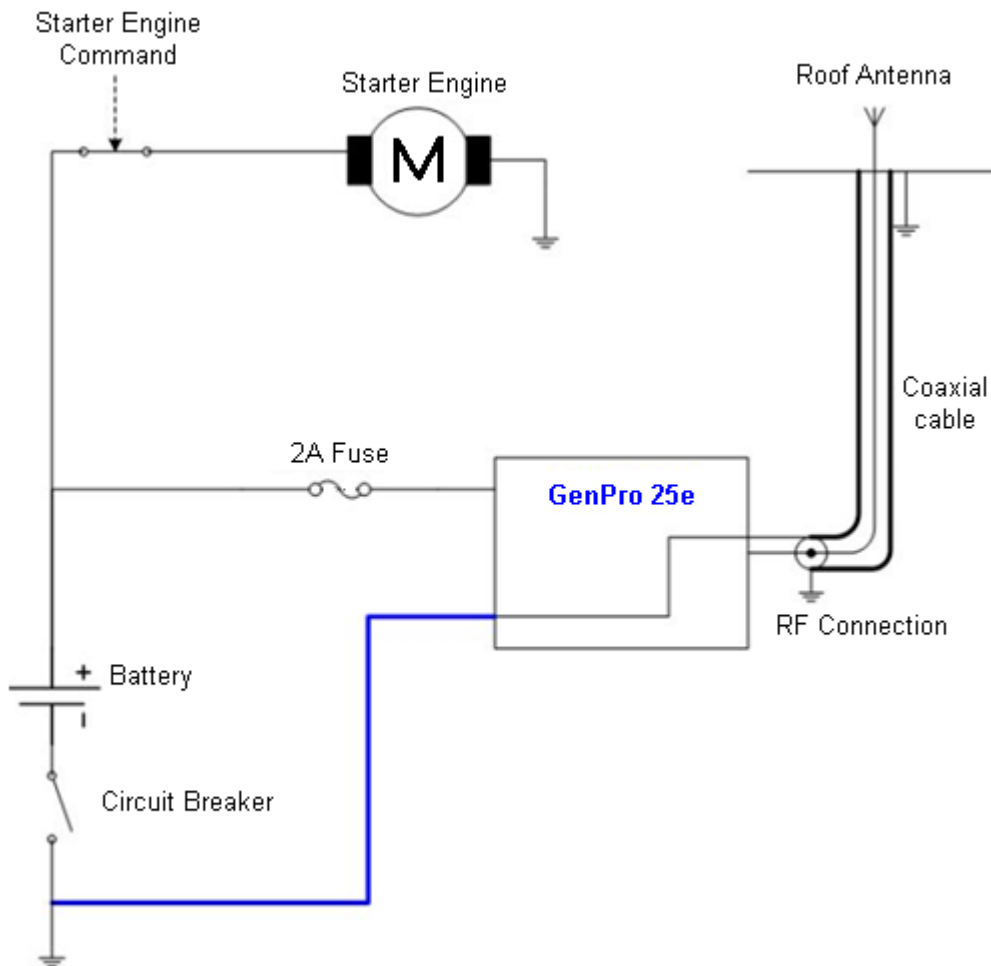 Starter Engine
Command
Starter Engine
Roof Antenna
M
Coaxial
cable
2A Fuse
GenPro 25e
RF Connection
+
Battery
Circuit Breaker